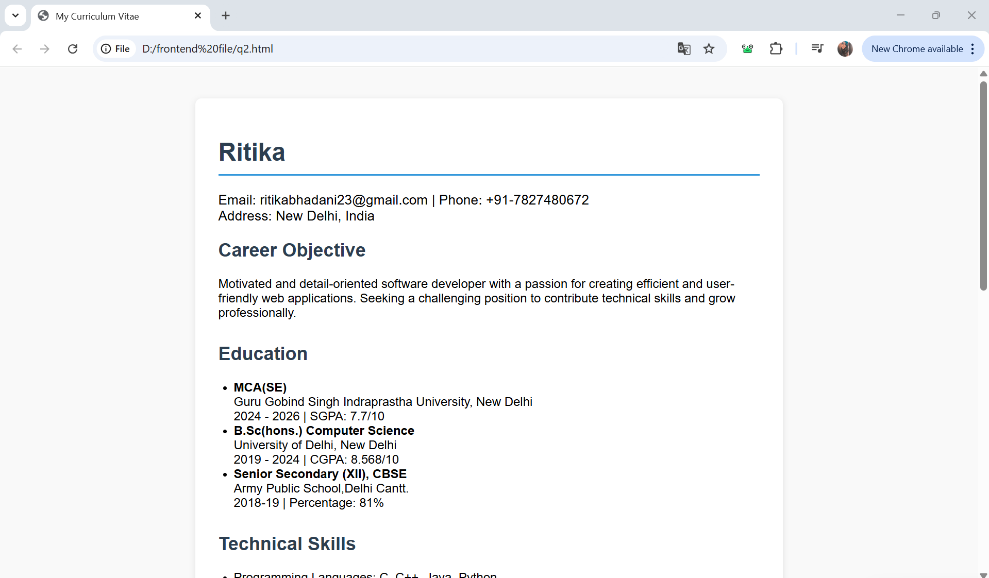 My Curriculum Vitae
File
D:/frontend%20file/q2.html
New Chrome available
Ritika
Email: ritikabhadani23@gmail.com | Phone: +91-7827480672
Address: New Delhi, India
Career Objective
Motivated and detail-oriented software developer with a passion for creating efficient and user-
friendly web applications. Seeking a challenging position to contribute technical skills and grow
professionally.
Education
• MCA(SE)
Guru Gobind Singh Indraprastha University, New Delhi
2024 - 2026 | SGPA: 7.7/10
• B.Sc(hons.) Computer Science
University of Delhi, New Delhi
2019 - 2024 | CGPA: 8.568/10
• Senior Secondary (XII), CBSE
Army Public School,Delhi Cantt.
2018-19 | Percentage: 81%
Technical Skills
• Programming Languages: C, C++, Java, Python